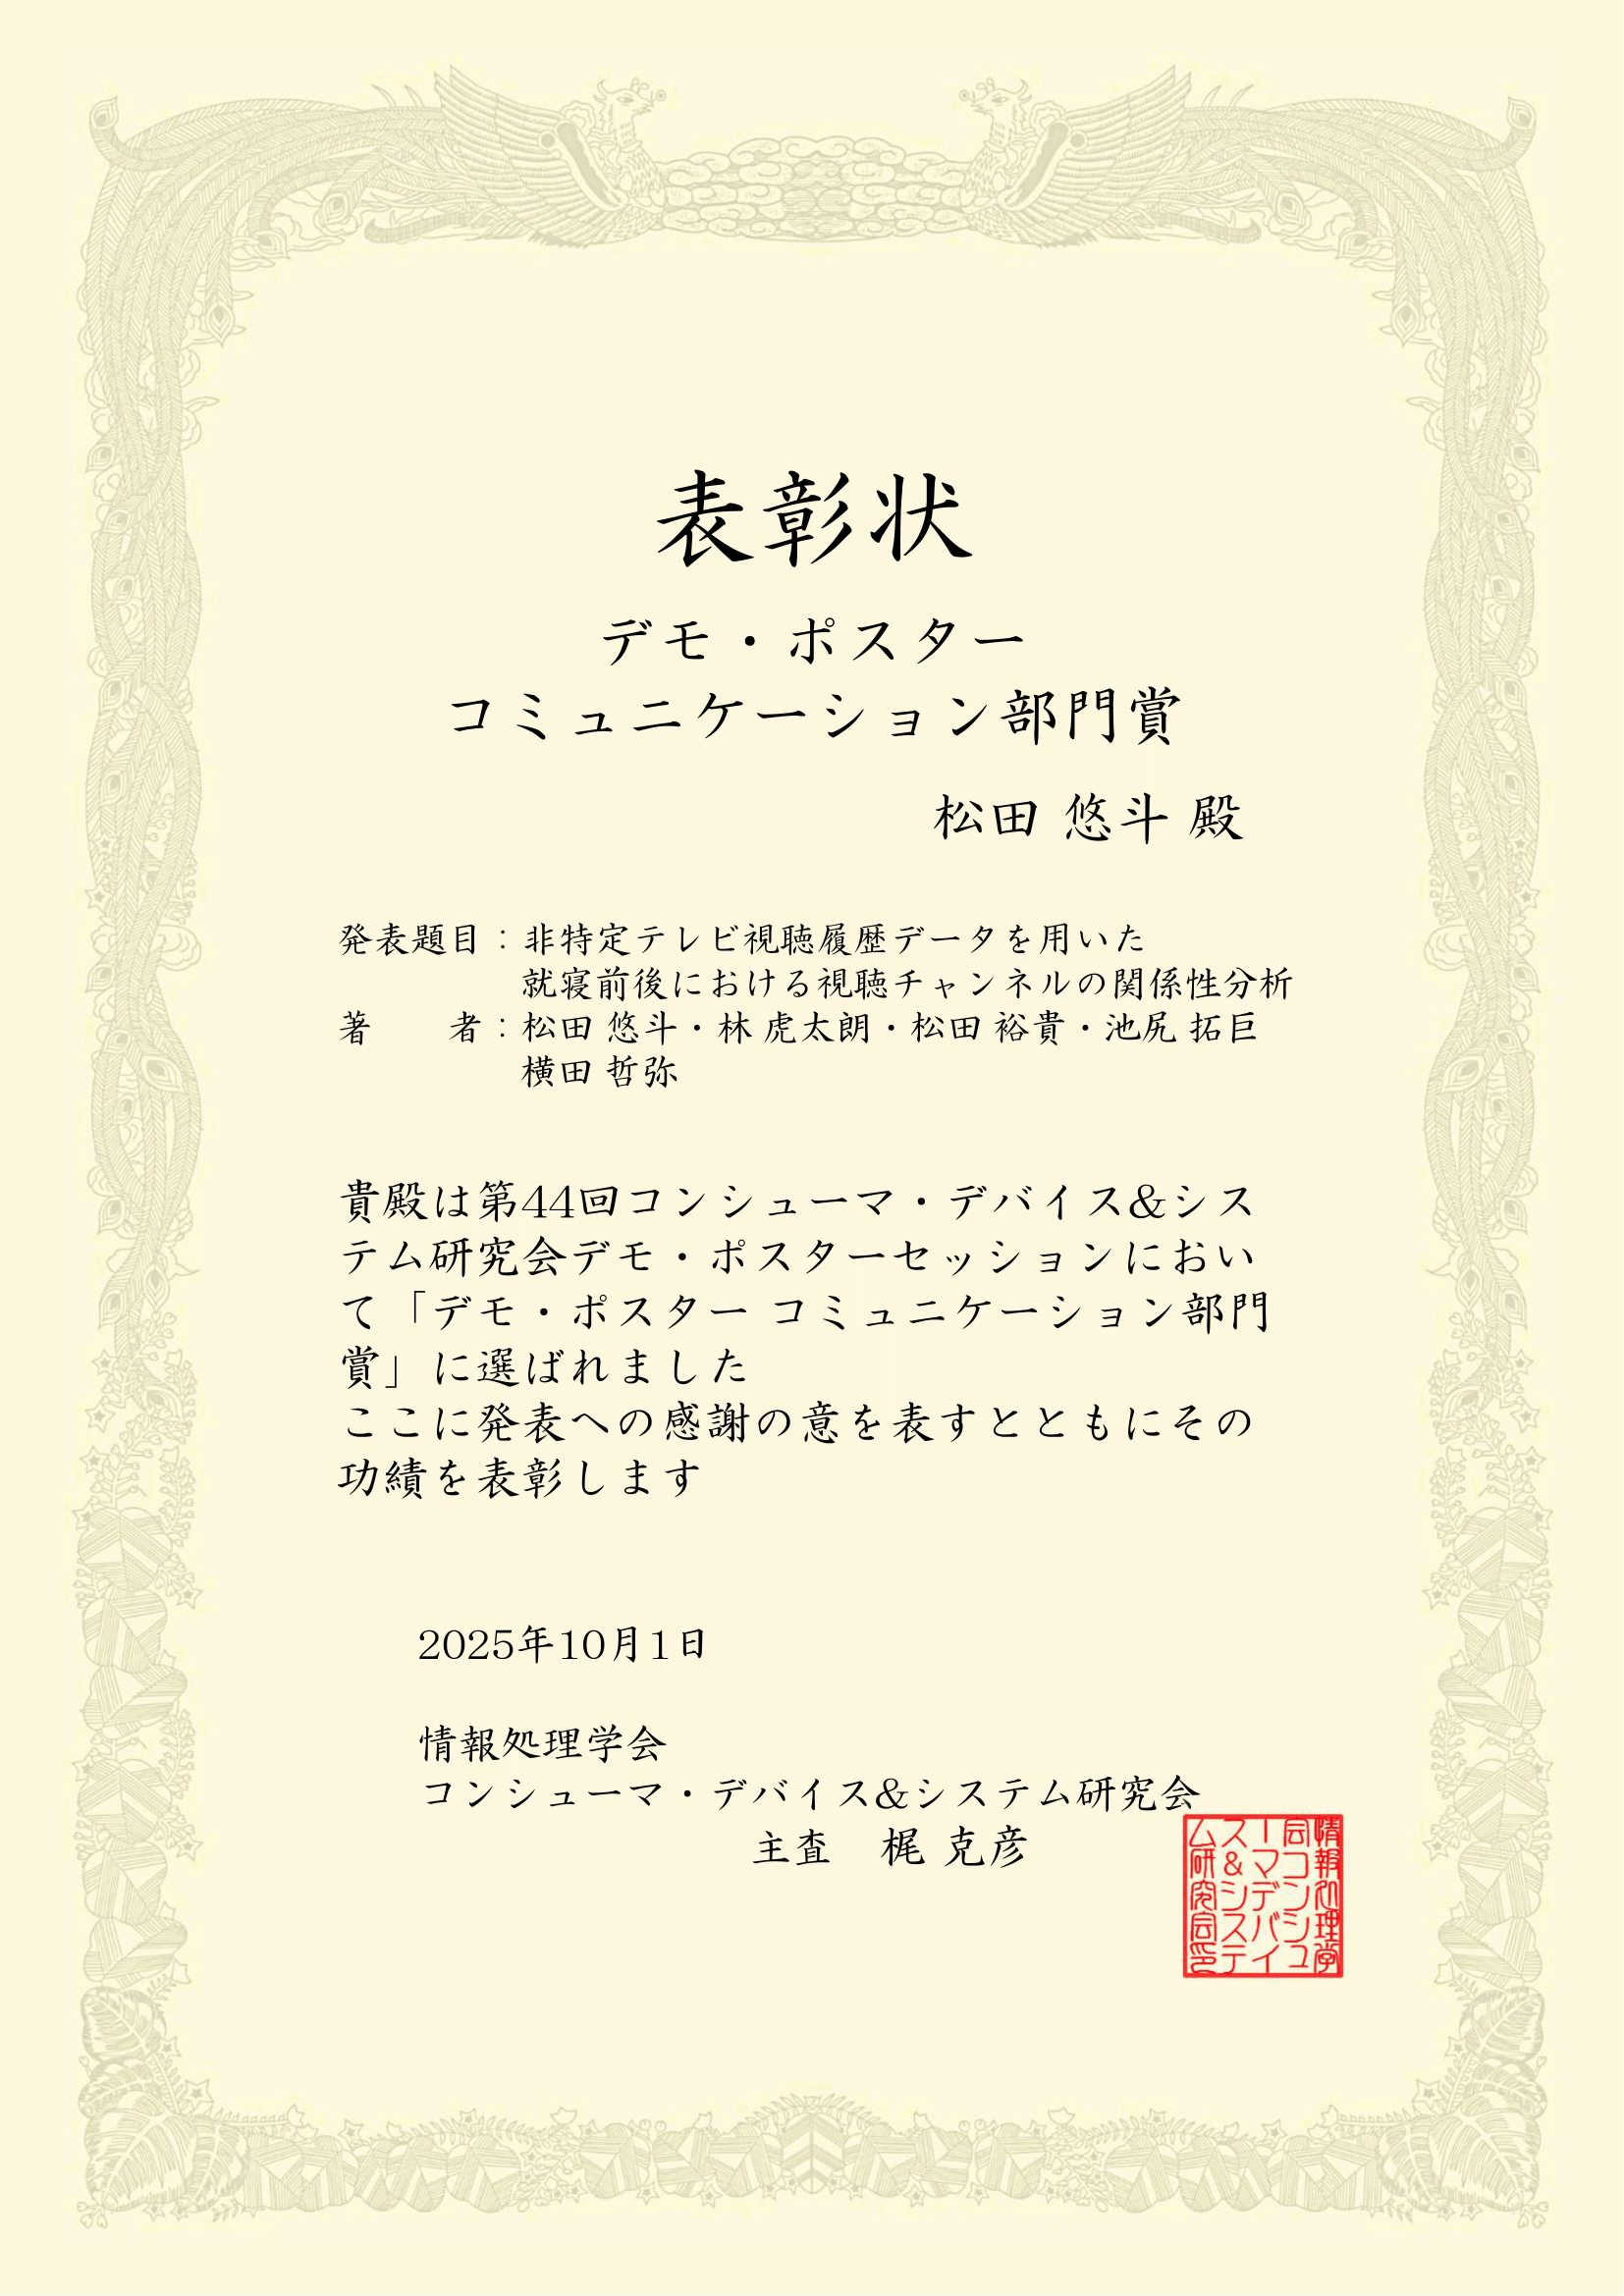 表彰状
デモ・ポスター
コミュニケーション部門賞
松田 悠斗 殿
発表題目：非特定テレビ視聴履歴データを用いた
就寝前後における視聴チャンネルの関係性分析
著　　者：松田 悠斗・林 虎太朗・松田 裕貴・池尻 拓巨
横田 哲弥
貴殿は第44回コンシューマ・デバイス&シス
テム研究会デモ・ポスターセッションにおい
て「デモ・ポスター コミュニケーション部門
賞」に選ばれました
ここに発表への感謝の意を表すとともにその
功績を表彰します
2025年10月1日
情報処理学会
コンシューマ・デバイス&システム研究会
主査　梶 克彦
情報処理学
会コンシュ
ーマデバイ
ス&システ
ム研究会印